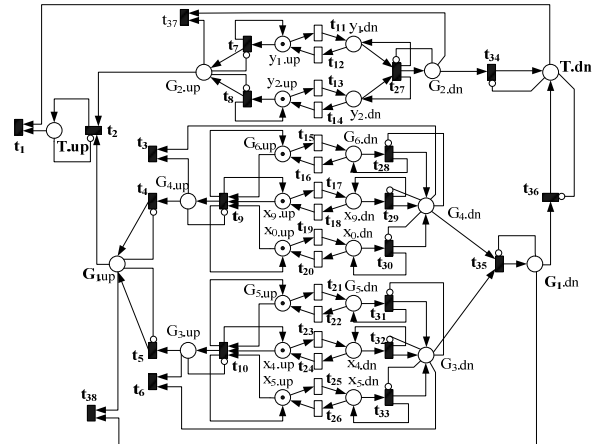 t37
t11
t7
y1.up
t12
y1.dn
t27
G2.up
G2.dn
t34
T.dn
t8
y2.up
t13
t14
y2.dn
t1
T.up
t2
t3
G6.up
t15
t16
G6.dn
t28
t4
G4.up
t9
x9.up
t17
t18
x9.dn
t29
G4.dn
t36
x0.up
t19
t20
x0.dn
t30
G1.up
t35
G1.dn
G5.up
t21
t22
G5.dn
t31
t5
G3.up
t10
x4.up
t23
t24
x4.dn
t32
G3.dn
t6
x5.up
t25
t26
x5.dn
t33
t38